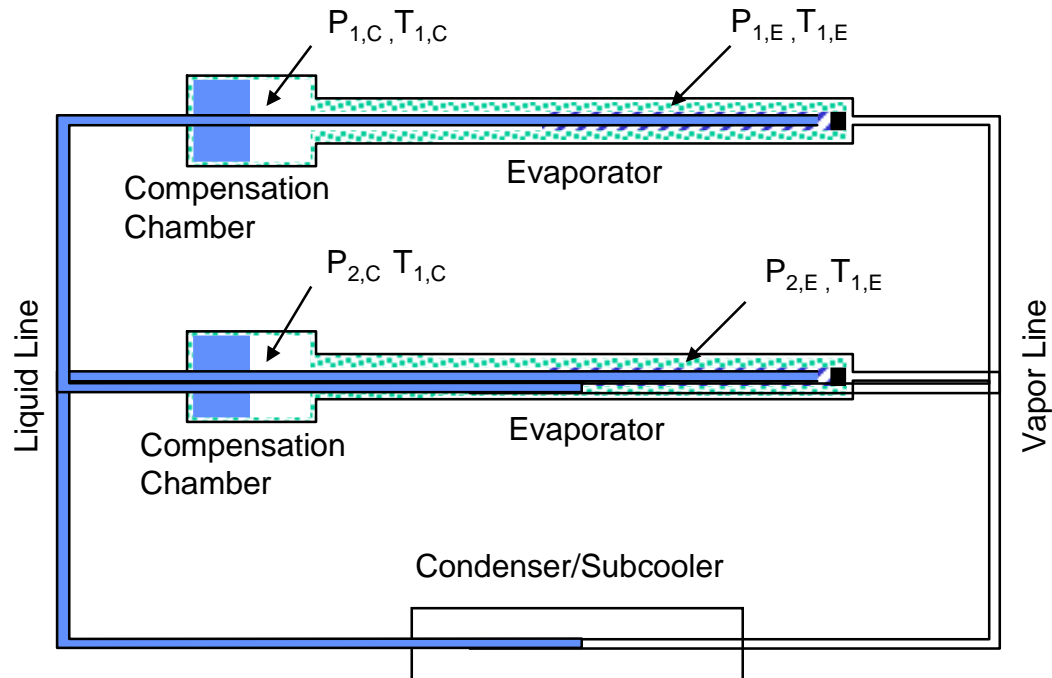 P1,C ,T1,C
P1,E ,T1,E
Compensation
Chamber
Evaporator
P2,C T1,C
P2,E ,T1,E
Liquid Line
Vapor Line
Compensation
Chamber
Evaporator
Condenser/Subcooler